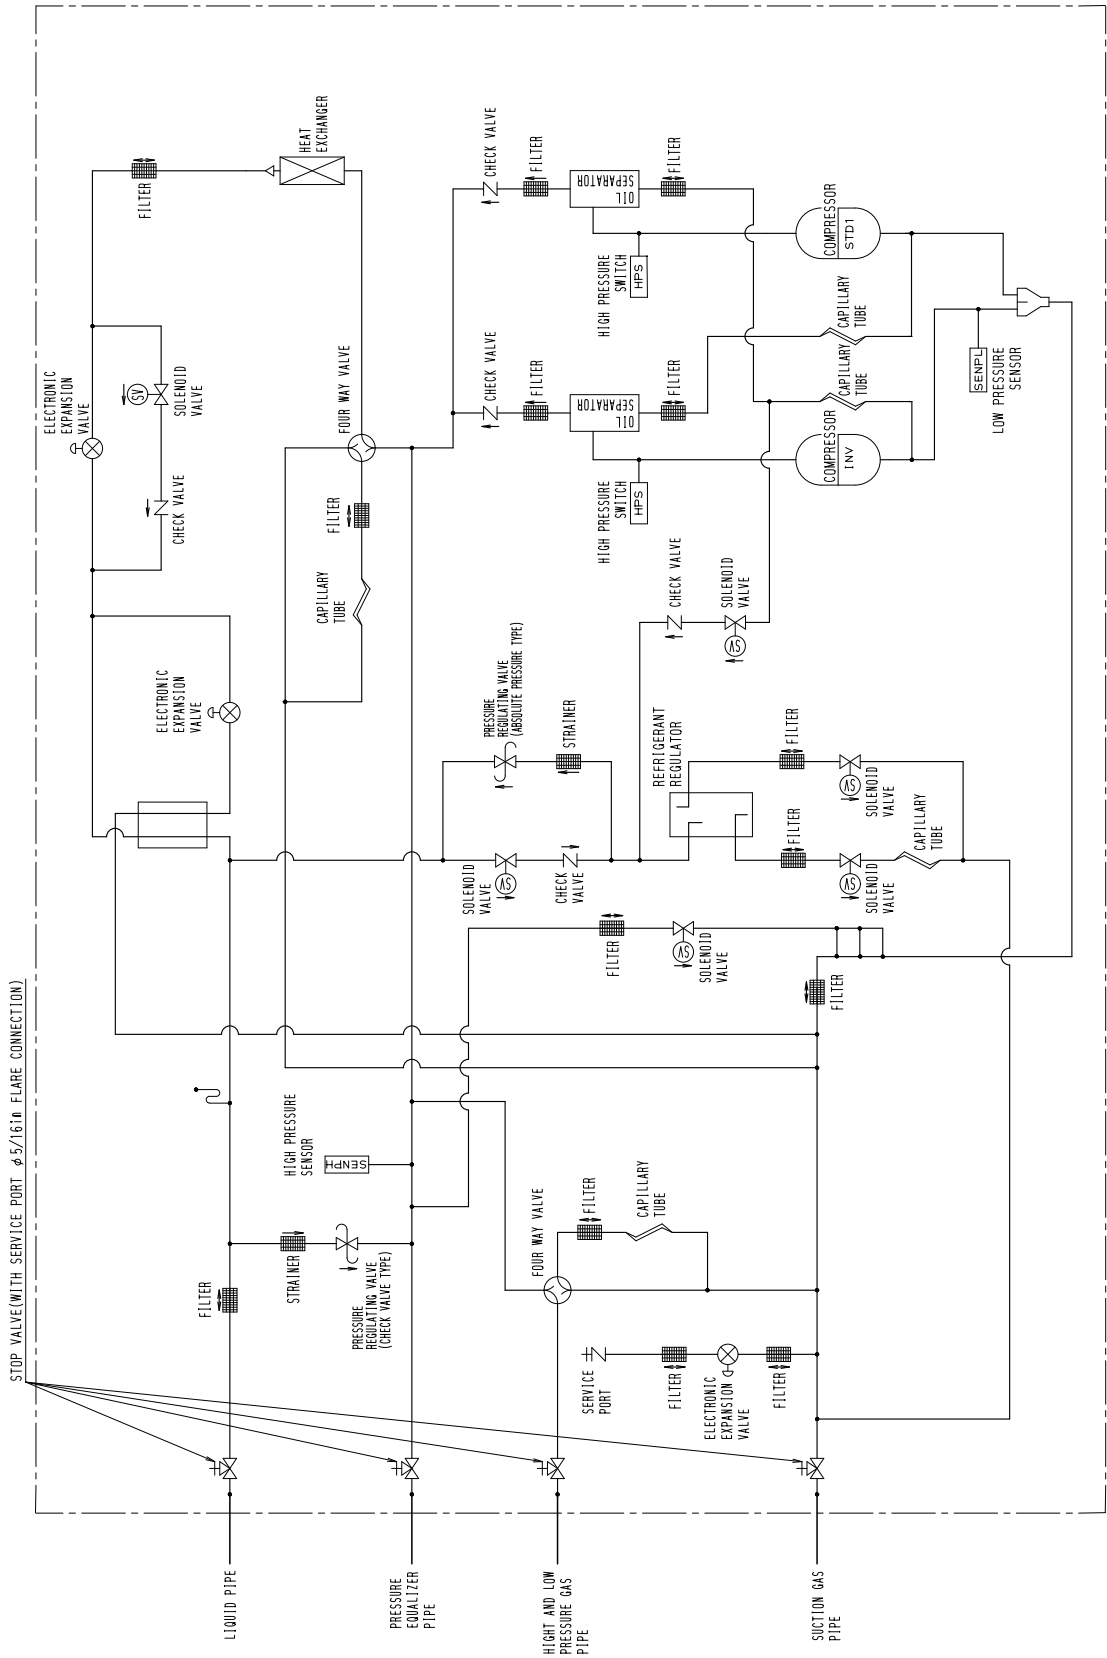 HEAT
EXCHANGER
FILTER
ELECTRONIC
EXPANSION
VALVE
SV
SOLENOID
VALVE
CHECK VALVE
FOUR WAY VALVE
FILTER
CAPILLARY
TUBE
ELECTRONIC
EXPANSION
VALVE
CHECK VALVE
FILTER
OIL
SEPARATOR
FILTER
HIGH PRESSURE
SWITCH
HPS
COMPRESSOR
STD1
CHECK VALVE
FILTER
OIL
SEPARATOR
FILTER
HIGH PRESSURE
SWITCH
HPS
COMPRESSOR
INV
CAPILLARY
TUBE
CAPILLARY
TUBE
SENPL
LOW PRESSURE
SENSOR
CHECK VALVE
SOLENOID
VALVE
SV
PRESSURE
REGULATING VALVE
(ABSOLUTE PRESSURE TYPE)
STRAINER
REFRIGERANT
REGULATOR
FILTER
SV
SOLENOID
VALVE
FILTER
SV
SOLENOID
VALVE
CAPILLARY
TUBE
SOLENOID
VALVE
SV
CHECK
VALVE
FILTER
SV
SOLENOID
VALVE
FILTER
STOP VALVE(WITH SERVICE PORT φ5/16in FLARE CONNECTION)
HIGH PRESSURE
SENSOR
SENPH
FILTER
STRAINER
PRESSURE
REGULATING VALVE
(CHECK VALVE TYPE)
FOUR WAY VALVE
FILTER
CAPILLARY
TUBE
SERVICE
PORT
FILTER
ELECTRONIC
EXPANSION
VALVE
FILTER
LIQUID PIPE
PRESSURE
EQUALIZER
PIPE
HIGHT AND LOW
PRESSURE GAS
PIPE
SUCTION GAS
PIPE